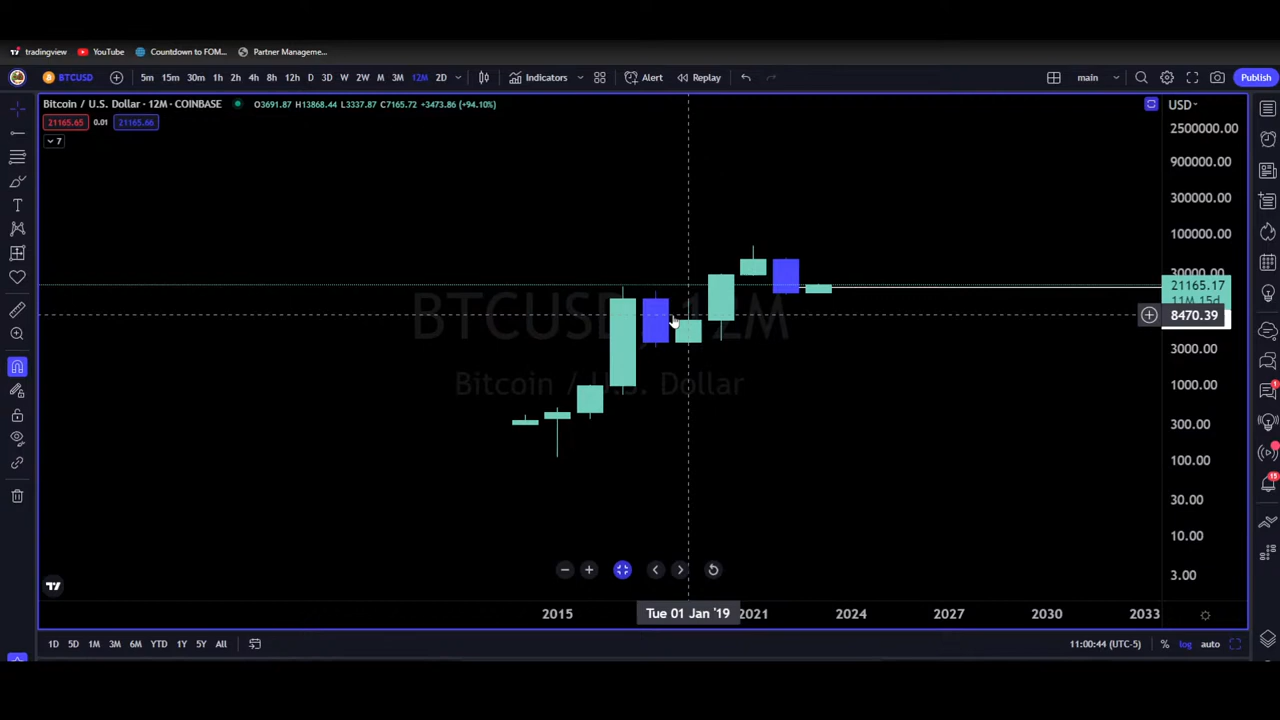 tradingview YouTube Countdown to FOM... Partner Manageme...
BTCUSD 5m 15m 30m 1h 2h 4h 8h 12h D 3D W 2W M 3M 12M 2D Indicators Alert Replay main Publish
Bitcoin / U.S. Dollar · 12M · COINBASE O3691.87 H13868.44 L3337.87 C7165.72 +3473.86 (+94.10%) USD
21165.65 0.01 21165.66
7
2500000.00
900000.00
300000.00
100000.00
30000.00
21165.17
11M 15d
BTCUSD, 12M
8470.39
3000.00
Bitcoin / U.S. Dollar
1000.00
300.00
100.00
30.00
10.00
3.00
2015 Tue 01 Jan '19 2021 2024 2027 2030 2033
1D 5D 1M 3M 6M YTD 1Y 5Y All 11:00:44 (UTC-5) % log auto
1
15